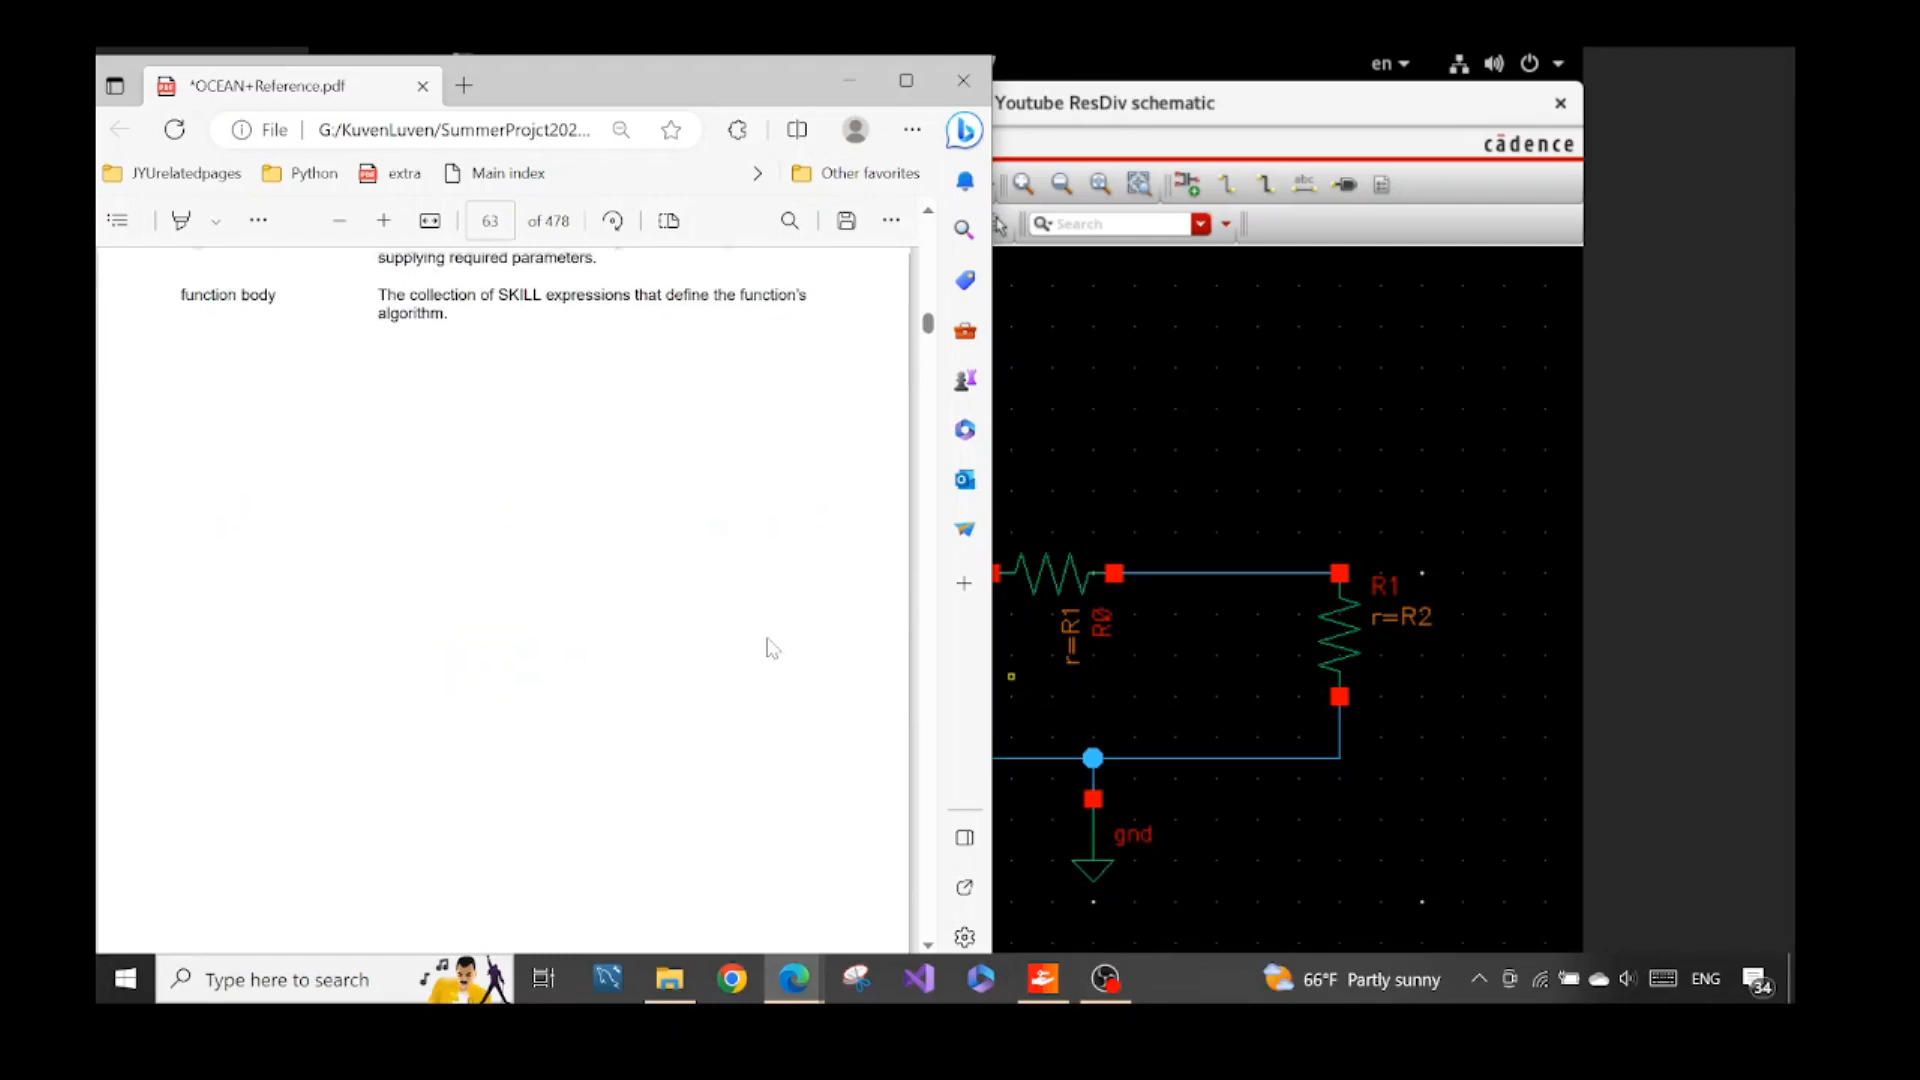 *OCEAN+Reference.pdf
File
G:/KuvenLuven/SummerProjct202...
JYUrelatedpages
Python
extra
Main index
Other favorites
63
of 478
supplying required parameters.
function body
The collection of SKILL expressions that define the function's
algorithm.
en
Youtube ResDiv schematic
cādence
abc
Search
r=R1
R0
R1
r=R2
gnd
Type here to search
66°F Partly sunny
ENG
34